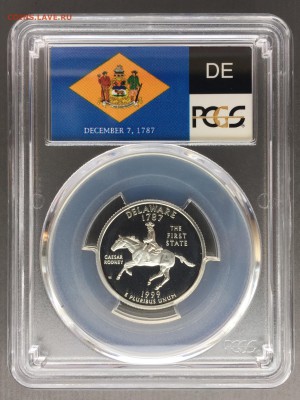 COINS.LAVE.RU
DE
DECEMBER 7, 1787
PCGS
DELAWARE
1787
THE
FIRST
STATE
CAESAR
RODNEY
1999
E PLURIBUS UNUM
PCGS